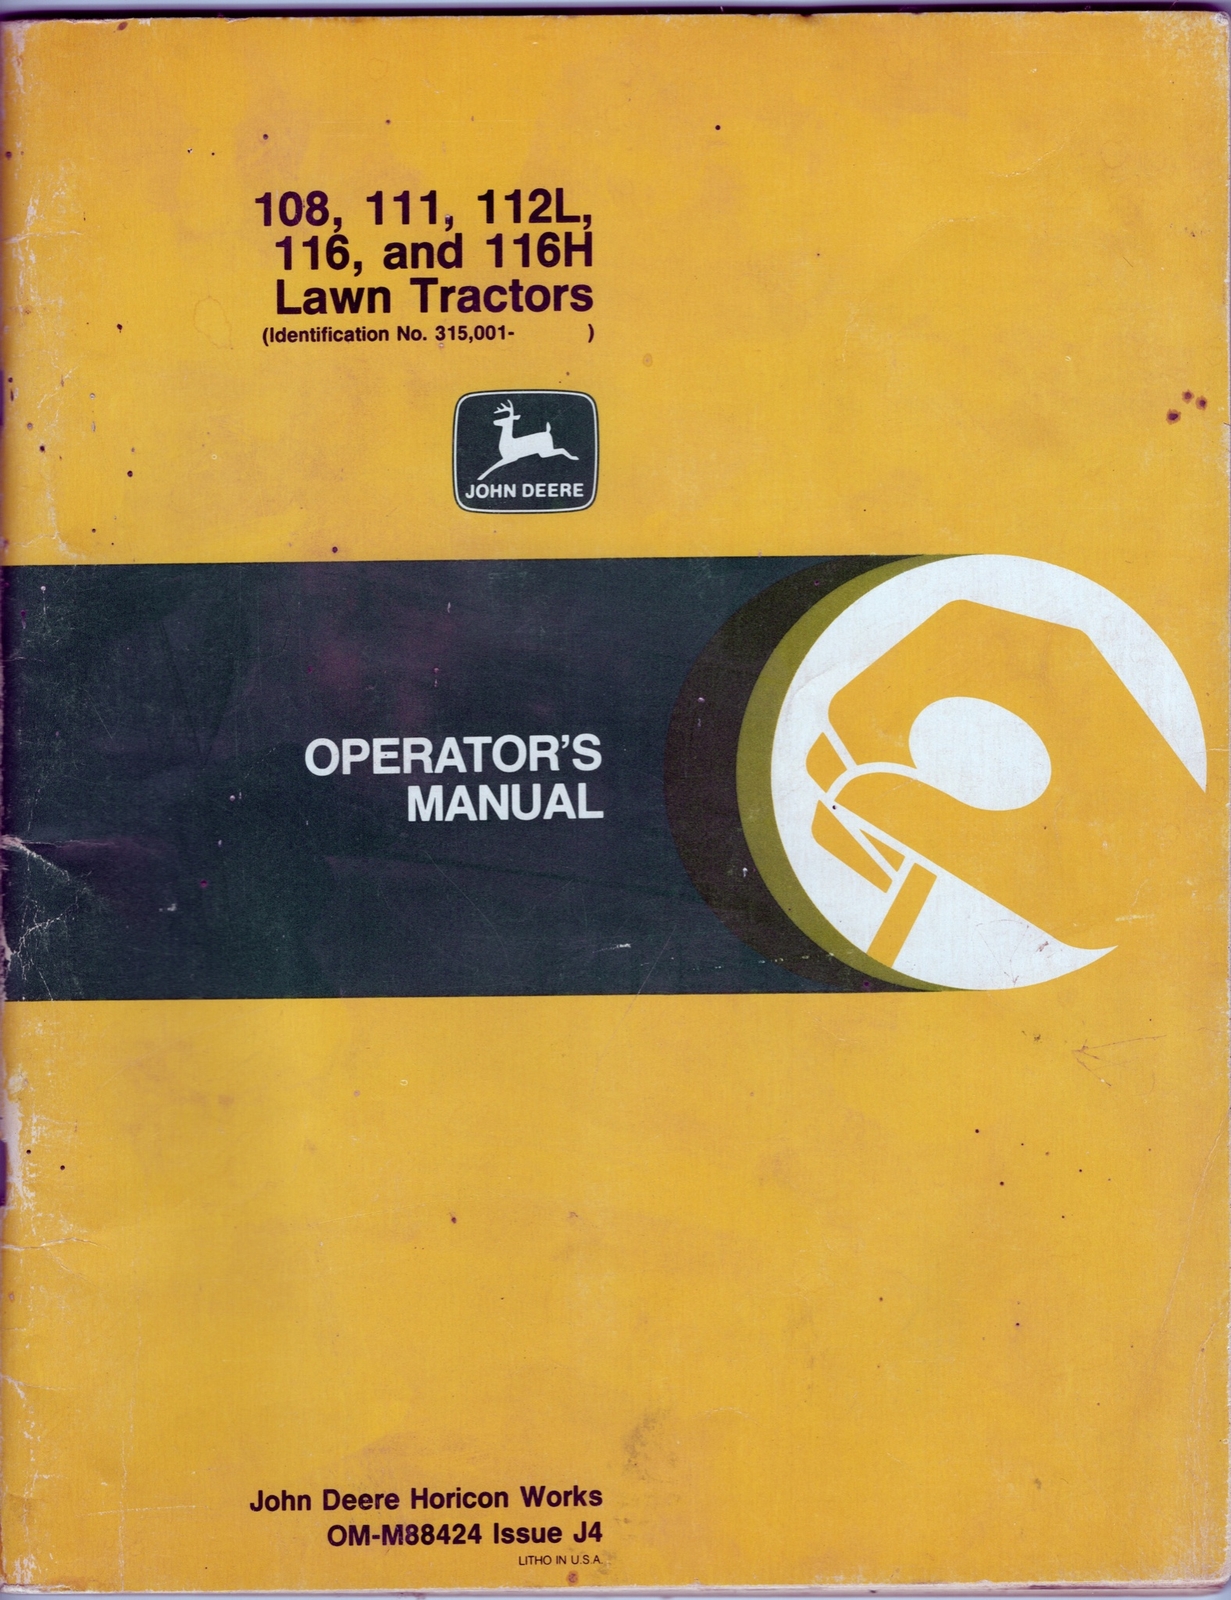 108, 111, 112L,
116, and 116H
Lawn Tractors
(Identification No. 315,001- )
JOHN DEERE
OPERATOR'S
MANUAL
John Deere Horicon Works
OM-M88424 Issue J4
LITHO IN U.S.A.